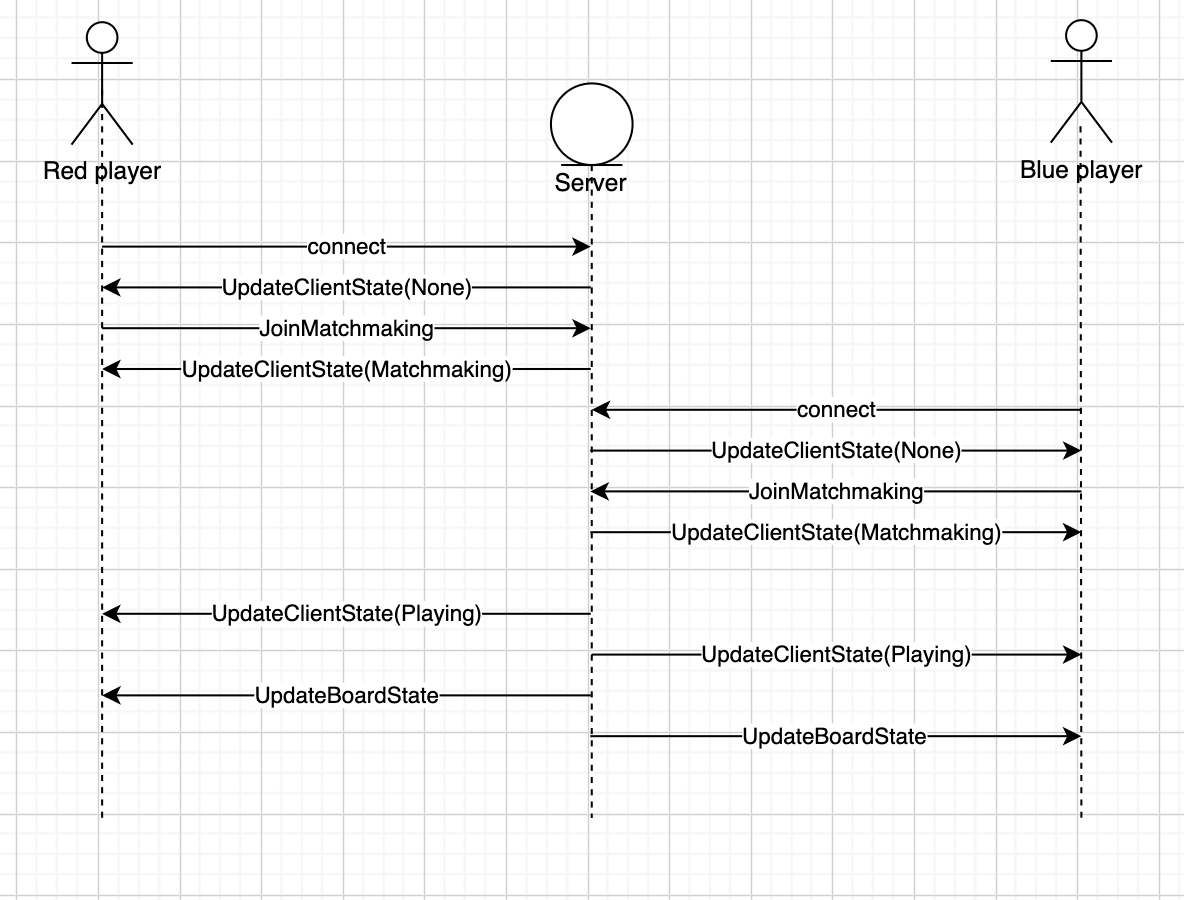 Red player
Server
Blue player
connect
UpdateClientState(None)
JoinMatchmaking
UpdateClientState(Matchmaking)
connect
UpdateClientState(None)
JoinMatchmaking
UpdateClientState(Matchmaking)
UpdateClientState(Playing)
UpdateClientState(Playing)
UpdateBoardState
UpdateBoardState